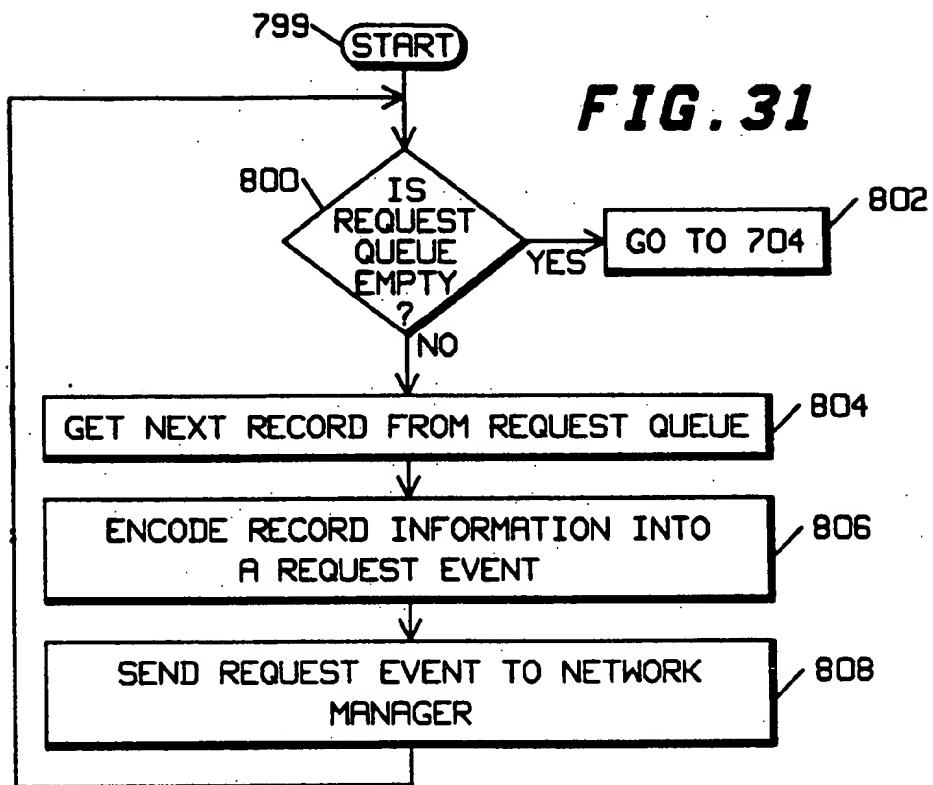 799
START
FIG. 31
800
IS
REQUEST
QUEUE
EMPTY
?
YES
GO TO 704
802
NO
GET NEXT RECORD FROM REQUEST QUEUE
804
ENCODE RECORD INFORMATION INTO
A REQUEST EVENT
806
SEND REQUEST EVENT TO NETWORK
MANAGER
808